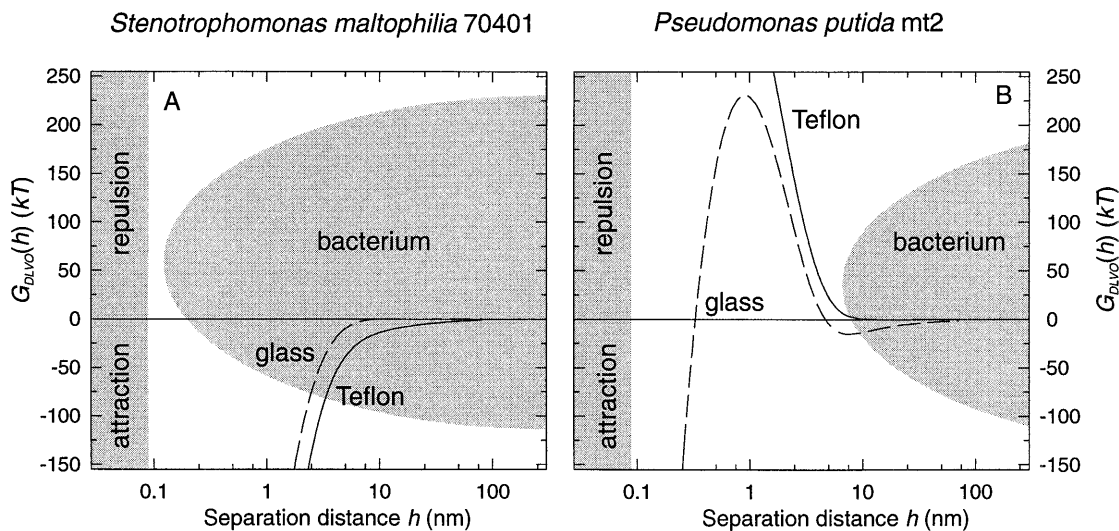 Stenotrophomonas maltophilia 70401
Pseudomonas putida mt2
G_DLVO(h) (kT)
250
200
150
100
50
0
-50
-100
-150
repulsion
attraction
A
bacterium
glass
Teflon
0.1 1 10 100
Separation distance h (nm)
repulsion
attraction
B
Teflon
bacterium
glass
0.1 1 10 100
Separation distance h (nm)
250
200
150
100
50
0
-50
-100
-150
G_DLVO(h) (kT)